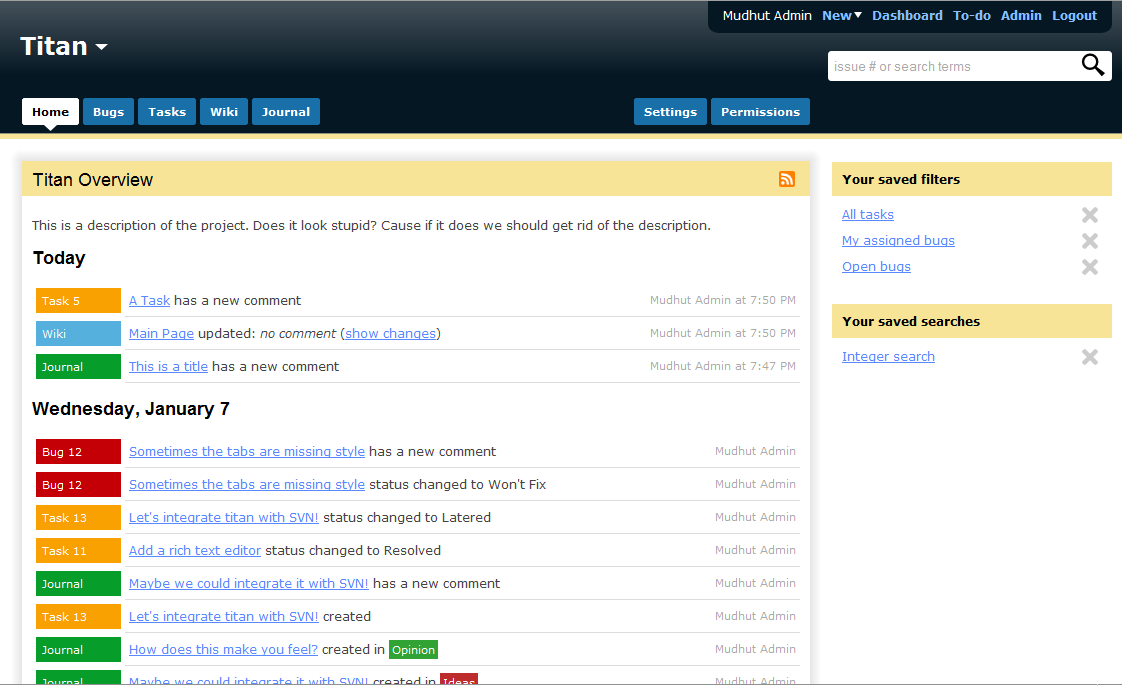 Mudhut Admin New Dashboard To-do Admin Logout
Titan
issue # or search terms
Home Bugs Tasks Wiki Journal Settings Permissions
Titan Overview
This is a description of the project. Does it look stupid? Cause if it does we should get rid of the description.
Today
Task 5 A Task has a new comment Mudhut Admin at 7:50 PM
Wiki Main Page updated: no comment (show changes) Mudhut Admin at 7:50 PM
Journal This is a title has a new comment Mudhut Admin at 7:47 PM
Wednesday, January 7
Bug 12 Sometimes the tabs are missing style has a new comment Mudhut Admin
Bug 12 Sometimes the tabs are missing style status changed to Won't Fix Mudhut Admin
Task 13 Let's integrate titan with SVN! status changed to Latered Mudhut Admin
Task 11 Add a rich text editor status changed to Resolved Mudhut Admin
Journal Maybe we could integrate it with SVN! has a new comment Mudhut Admin
Task 13 Let's integrate titan with SVN! created Mudhut Admin
Journal How does this make you feel? created in Opinion Mudhut Admin
Journal Maybe we could integrate it with SVN! created in Ideas Mudhut Admin
Your saved filters
All tasks
My assigned bugs
Open bugs
Your saved searches
Integer search